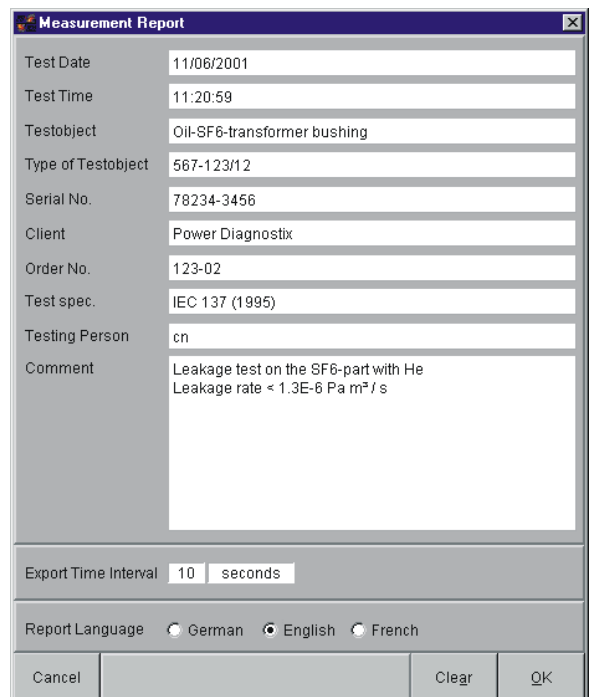 Measurement Report
Test Date 11/06/2001
Test Time 11:20:59
Testobject Oil-SF6-transformer bushing
Type of Testobject 567-123/12
Serial No. 78234-3456
Client Power Diagnostix
Order No. 123-02
Test spec. IEC 137 (1995)
Testing Person cn
Comment Leakage test on the SF6-part with He
Leakage rate < 1.3E-6 Pa m³ / s
Export Time Interval 10 seconds
Report Language German English French
Cancel Clear OK